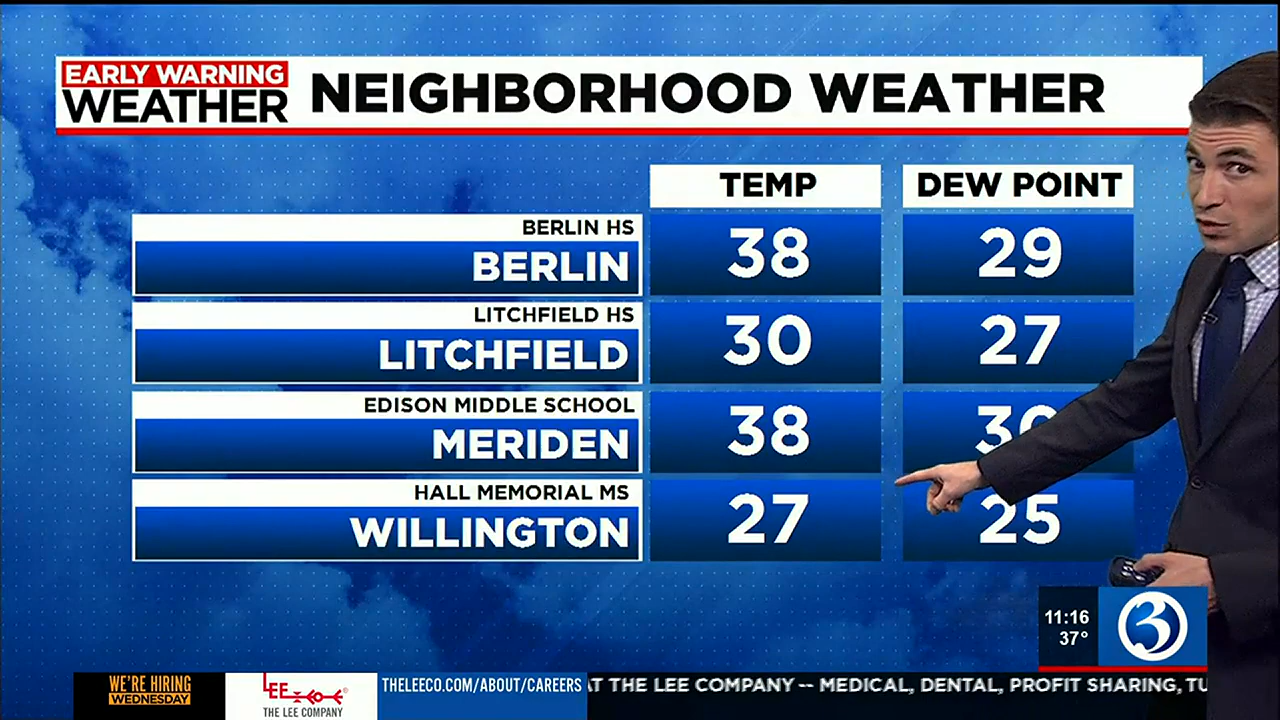 EARLY WARNING
WEATHER
NEIGHBORHOOD WEATHER
TEMP
DEW POINT
BERLIN HS
BERLIN
38
29
LITCHFIELD HS
LITCHFIELD
30
27
EDISON MIDDLE SCHOOL
MERIDEN
38
HALL MEMORIAL MS
WILLINGTON
27
25
11:16
37°
3
WE'RE HIRING
WEDNESDAY
LEE
THE LEE COMPANY
THELEECO.COM/ABOUT/CAREERS
THE LEE COMPANY -- MEDICAL, DENTAL, PROFIT SHARING,